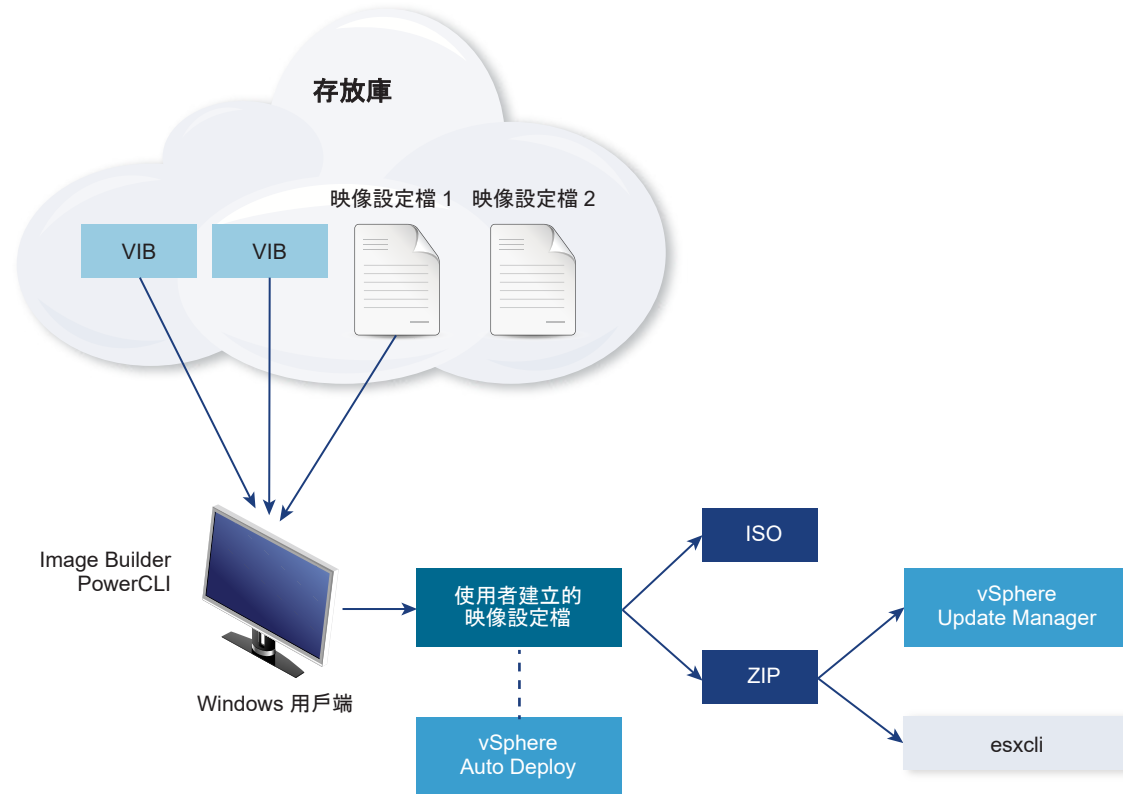 存放庫
映像設定檔 1
映像設定檔 2
VIB
VIB
Image Builder
PowerCLI
Windows 用戶端
使用者建立的
映像設定檔
vSphere
Auto Deploy
ISO
ZIP
vSphere
Update Manager
esxcli